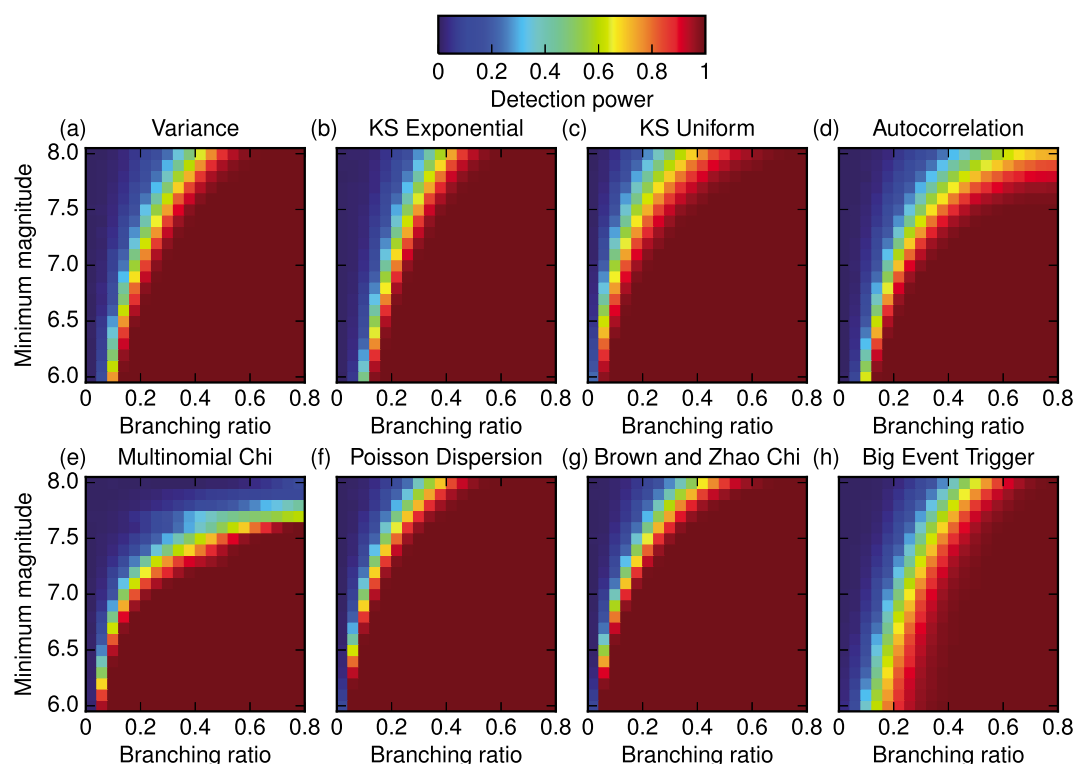 0 0.2 0.4 0.6 0.8 1
Detection power
(a) Variance (b) KS Exponential (c) KS Uniform (d) Autocorrelation
Minimum magnitude
8.0
7.5
7.0
6.5
6.0
0 0.2 0.4 0.6 0.8 0 0.2 0.4 0.6 0.8 0 0.2 0.4 0.6 0.8 0 0.2 0.4 0.6 0.8
Branching ratio Branching ratio Branching ratio Branching ratio
(e) Multinomial Chi (f) Poisson Dispersion (g) Brown and Zhao Chi (h) Big Event Trigger
Minimum magnitude
8.0
7.5
7.0
6.5
6.0
0 0.2 0.4 0.6 0.8 0 0.2 0.4 0.6 0.8 0 0.2 0.4 0.6 0.8 0 0.2 0.4 0.6 0.8
Branching ratio Branching ratio Branching ratio Branching ratio